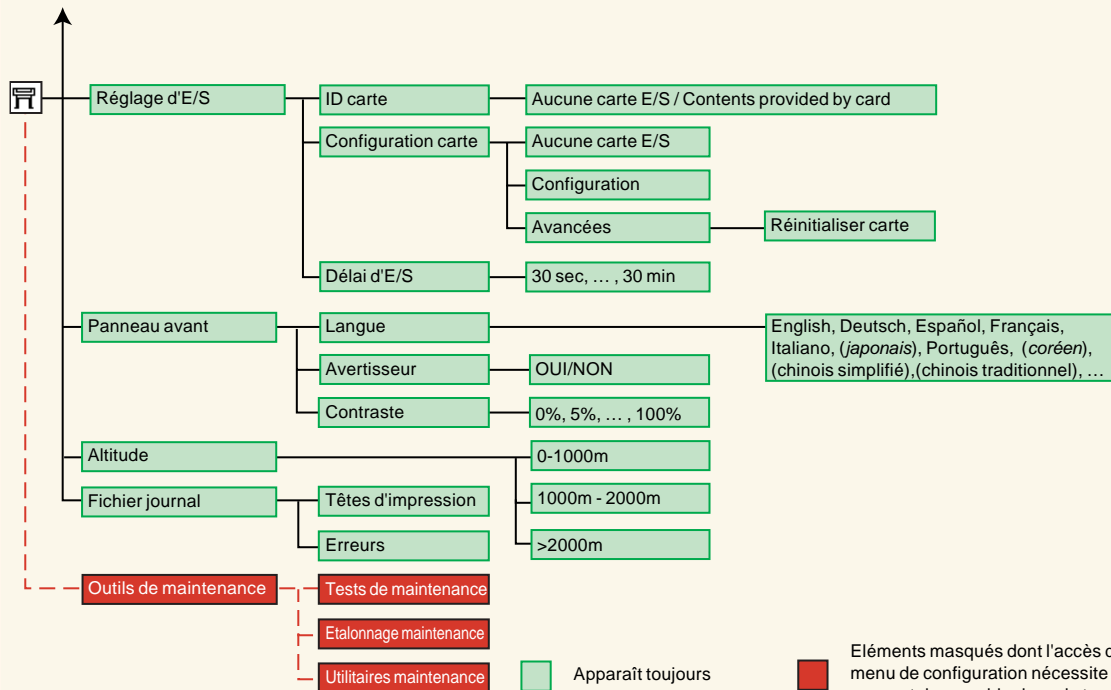 Réglage d'E/S
ID carte
Aucune carte E/S / Contents provided by card
Configuration carte
Aucune carte E/S
Configuration
Avancées
Réinitialiser carte
Délai d'E/S
30 sec, ... , 30 min
Panneau avant
Langue
English, Deutsch, Español, Français,
Italiano, (japonais), Português, (coréen),
(chinois simplifié),(chinois traditionnel), ...
Avertisseur
OUI/NON
Contraste
0%, 5%, ... , 100%
Altitude
0-1000m
1000m - 2000m
>2000m
Fichier journal
Têtes d'impression
Erreurs
Outils de maintenance
Tests de maintenance
Etalonnage maintenance
Utilitaires maintenance
Apparaît toujours
Eléments masqués dont l'accès
menu de configuration nécessite